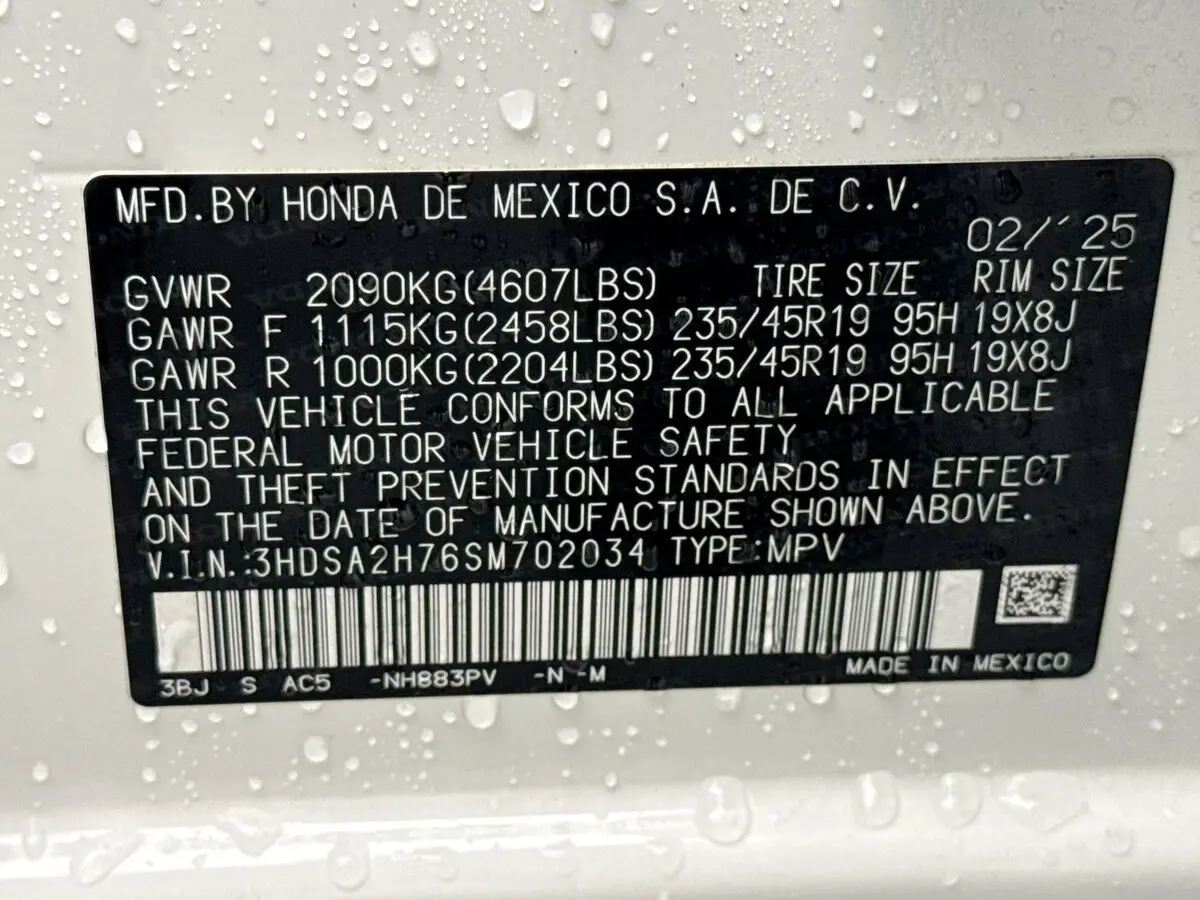 MFD.BY HONDA DE MEXICO S.A. DE C.V.
02/'25
GVWR 2090KG(4607LBS) TIRE SIZE RIM SIZE
GAWR F 1115KG(2458LBS) 235/45R19 95H 19X8J
GAWR R 1000KG(2204LBS) 235/45R19 95H 19X8J
THIS VEHICLE CONFORMS TO ALL APPLICABLE
FEDERAL MOTOR VEHICLE SAFETY
AND THEFT PREVENTION STANDARDS IN EFFECT
ON THE DATE OF MANUFACTURE SHOWN ABOVE.
V.I.N.:3HDSA2H76SM702034 TYPE:MPV
3BJ S AC5 -NH883PV -N -M MADE IN MEXICO